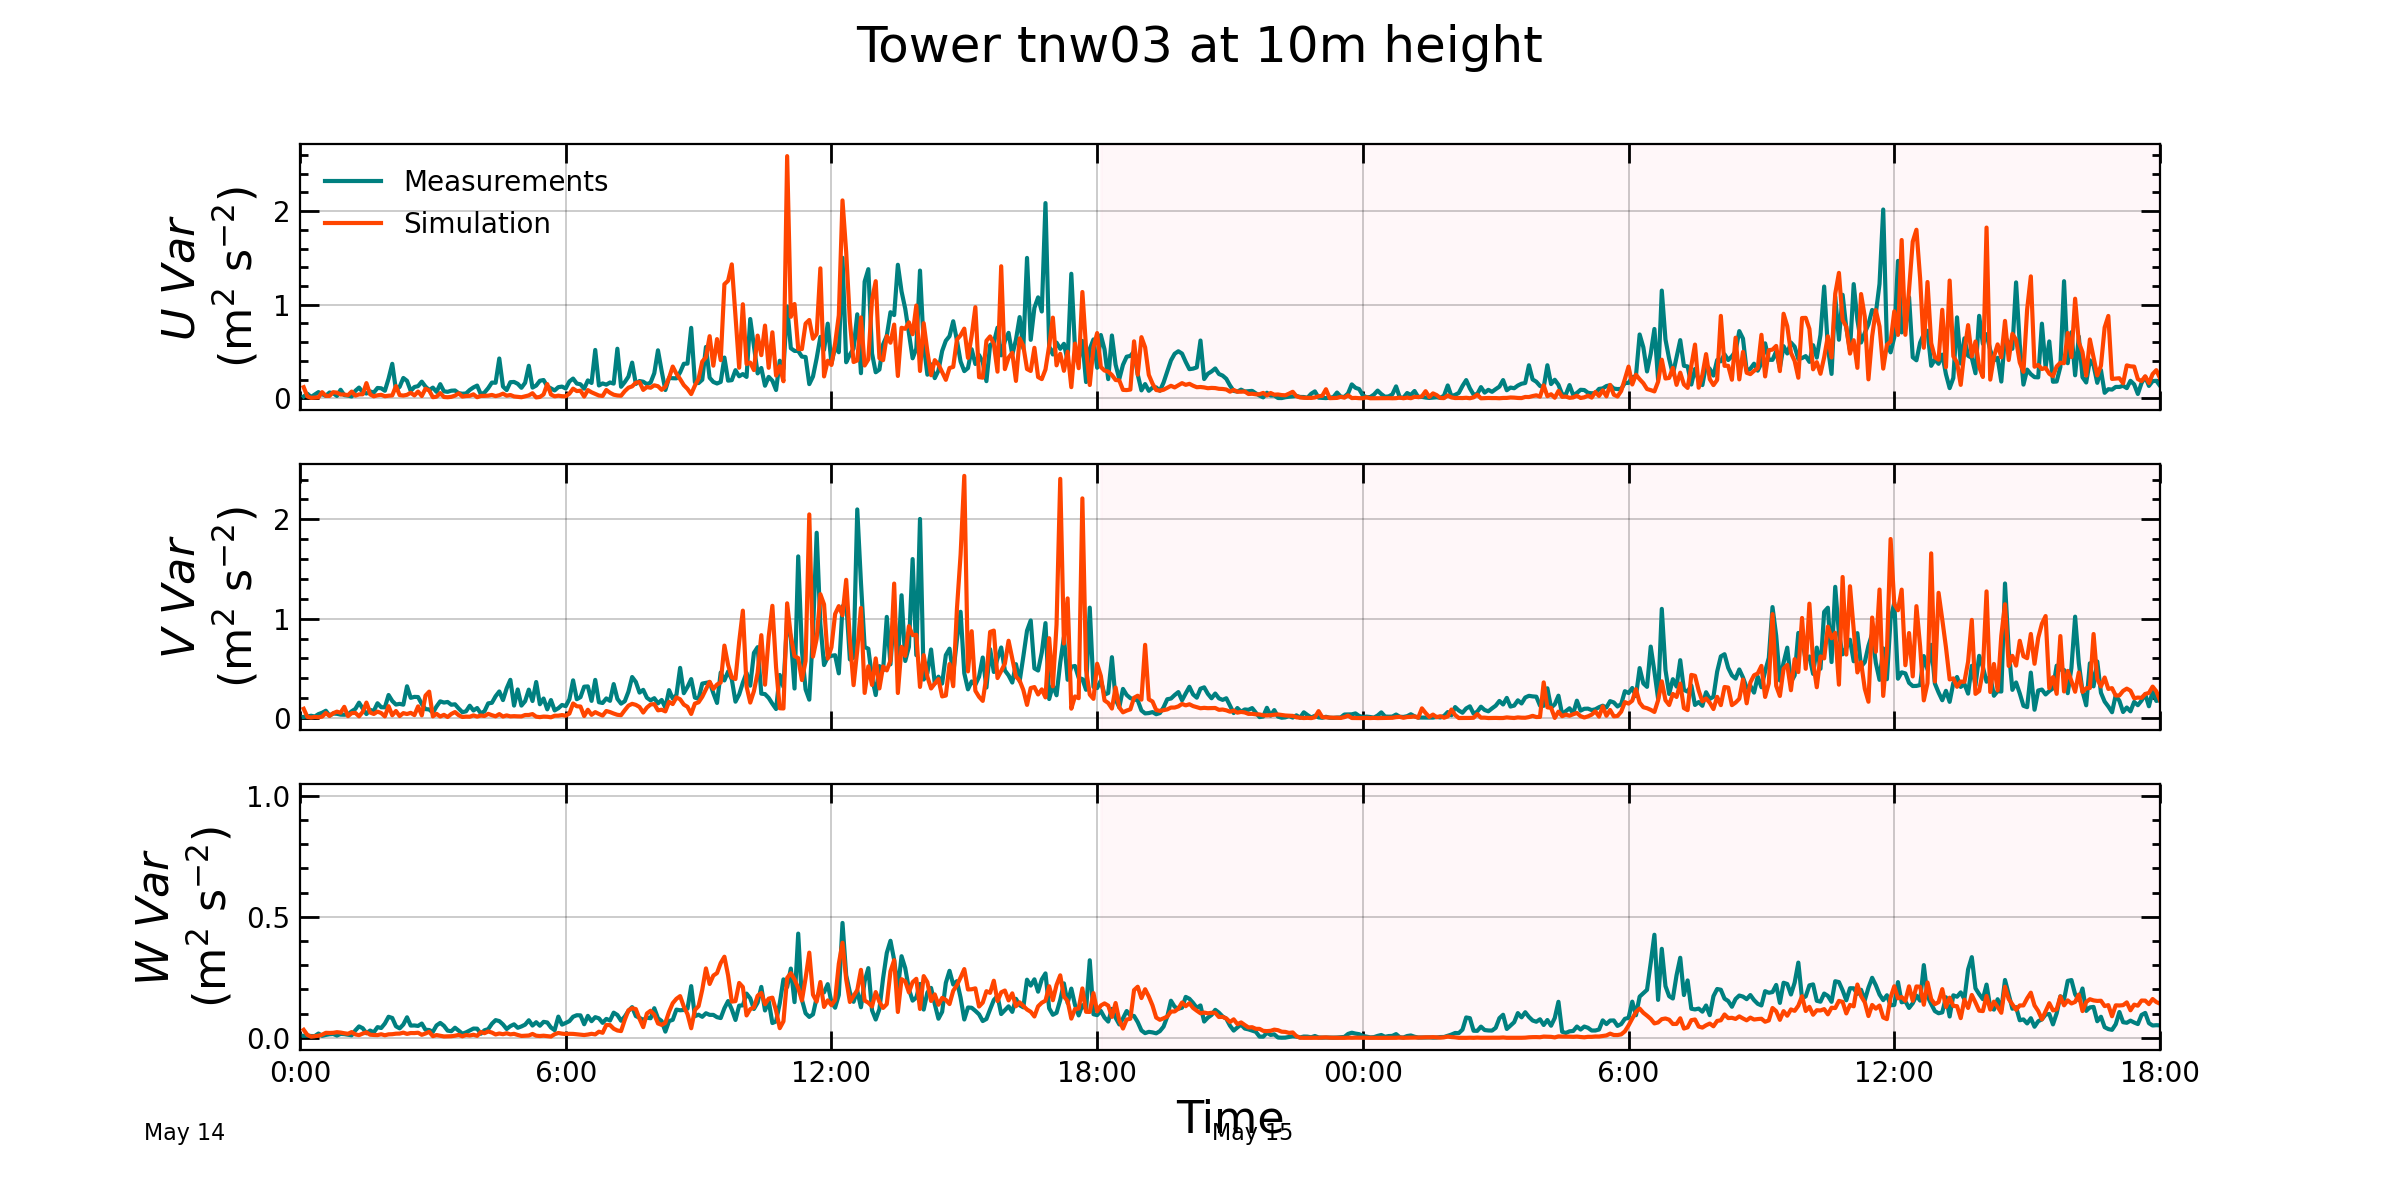 Tower tnw03 at 10m height
U Var
(m² s⁻²)
2
1
0
Measurements
Simulation
V Var
(m² s⁻²)
2
1
0
W Var
(m² s⁻²)
1.0
0.5
0.0
0:00 6:00 12:00 18:00 00:00 6:00 12:00 18:00
Time
May 14 May 15